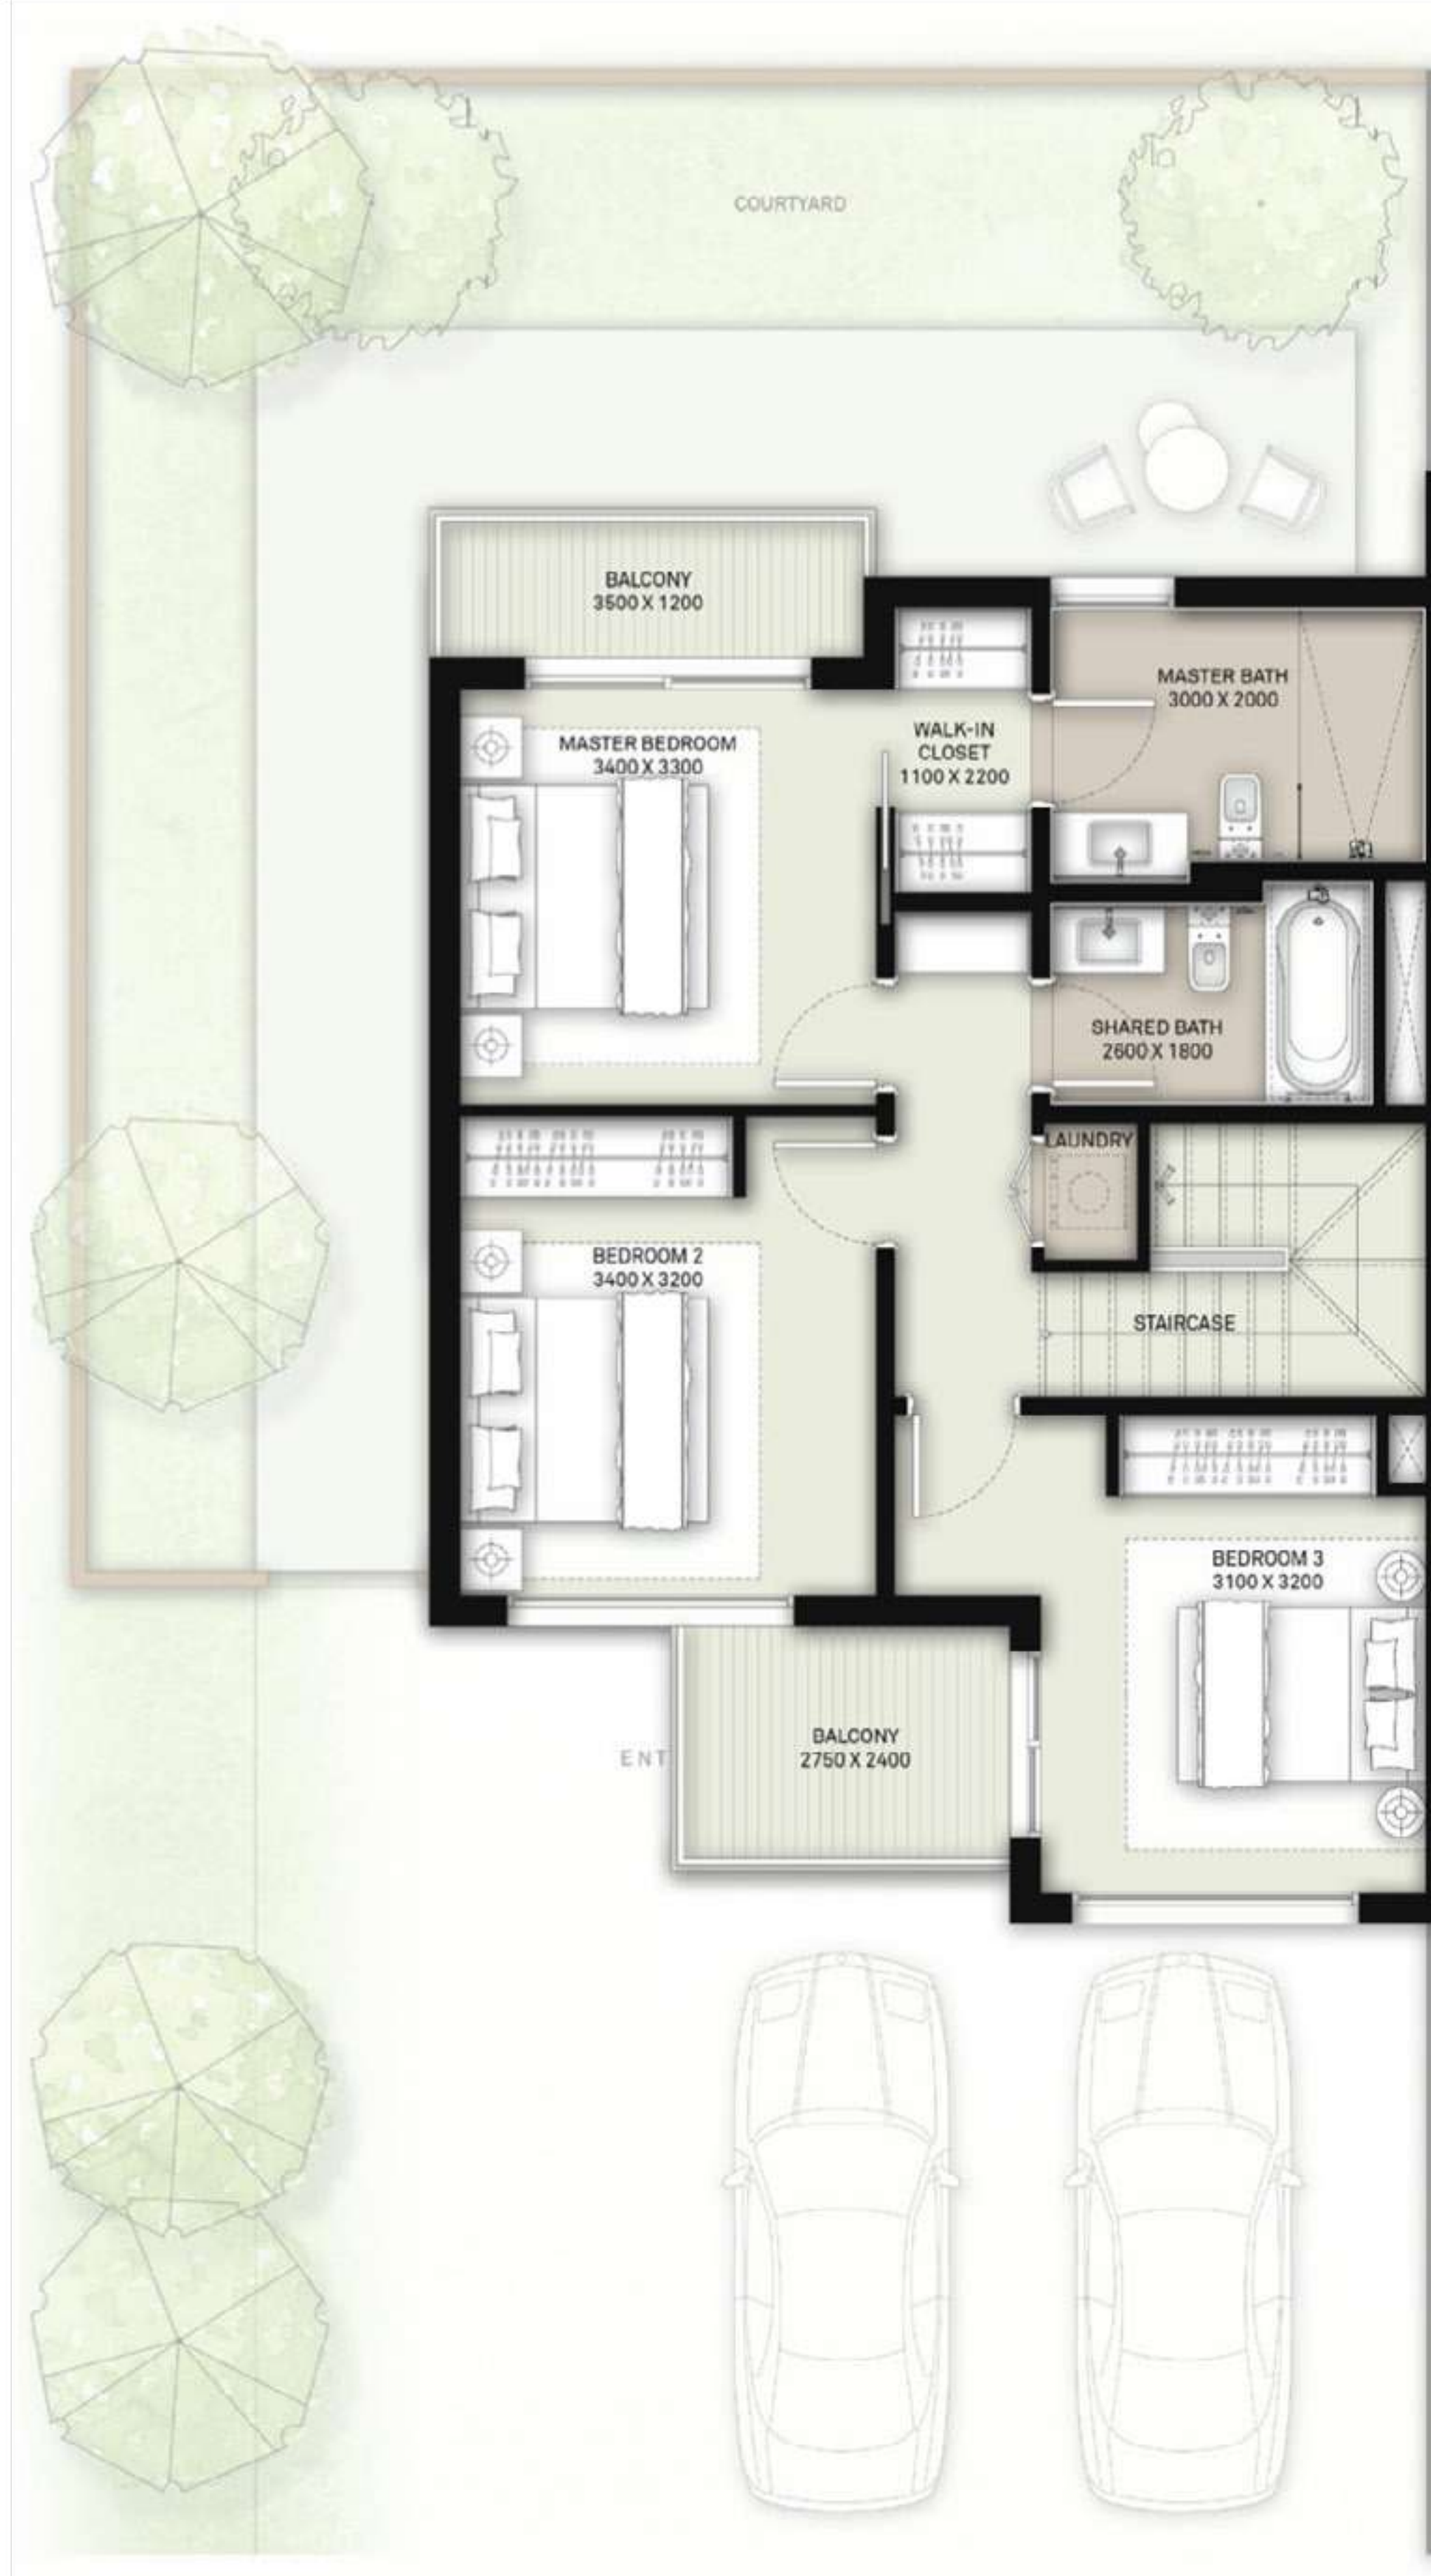 COURTYARD
BALCONY
3500 X 1200
MASTER BATH
3000 X 2000
MASTER BEDROOM
3400 X 3300
WALK-IN
CLOSET
1100 X 2200
SHARED BATH
2600 X 1800
LAUNDRY
BEDROOM 2
3400 X 3200
STAIRCASE
BEDROOM 3
3100 X 3200
BALCONY
2750 X 2400
ENT